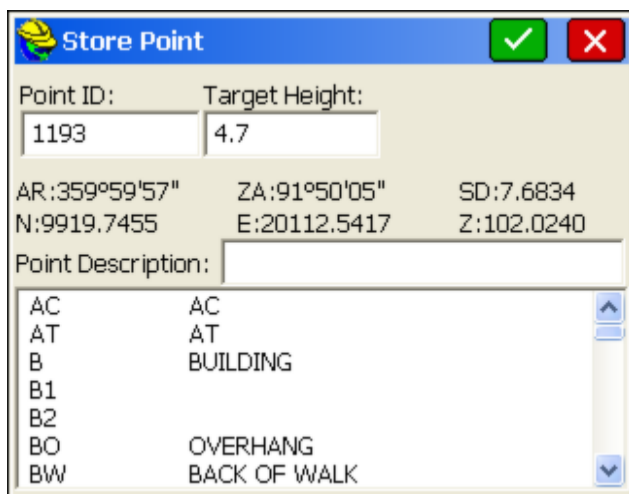 Store Point
Point ID: Target Height:
1193 4.7
AR:359°59'57" ZA:91°50'05" SD:7.6834
N:9919.7455 E:20112.5417 Z:102.0240
Point Description:
AC AC
AT AT
B BUILDING
B1
B2
BO OVERHANG
BW BACK OF WALK